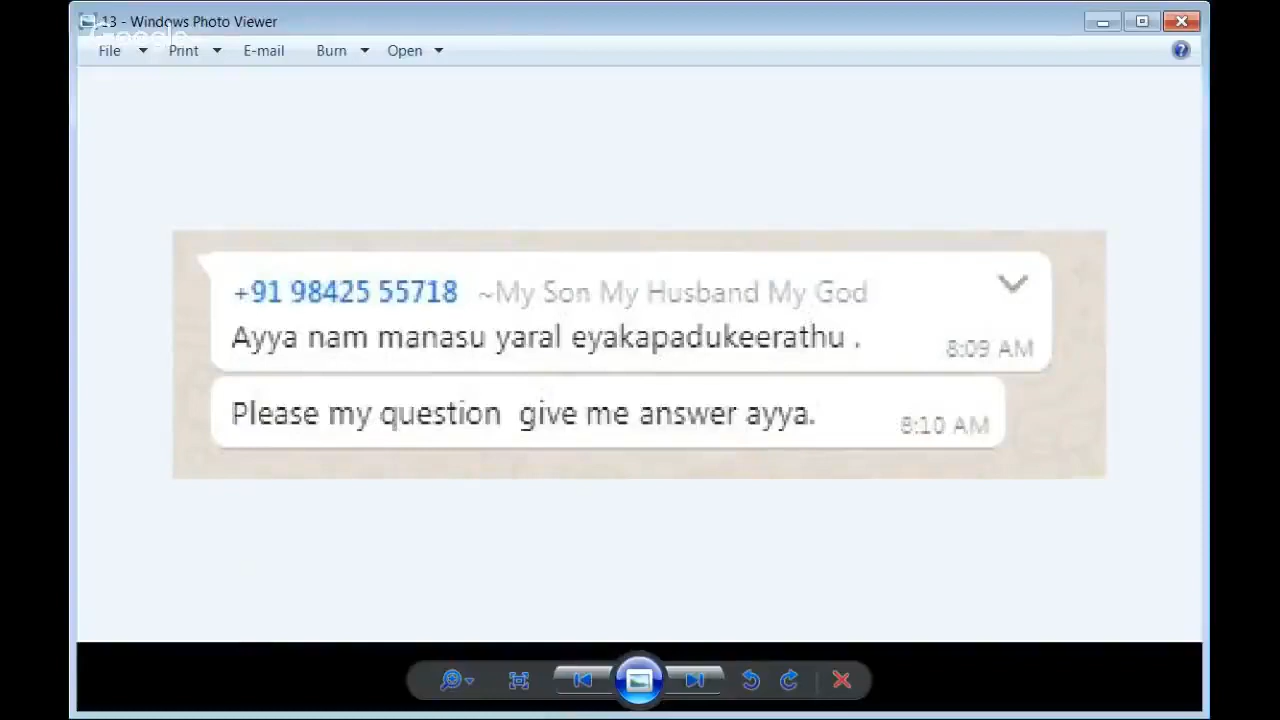 13 - Windows Photo Viewer
Google
File Print E-mail Burn Open
+91 98425 55718 ~My Son My Husband My God
Ayya nam manasu yaral eyakapadukeerathu .
8:09 AM
Please my question give me answer ayya.
8:10 AM